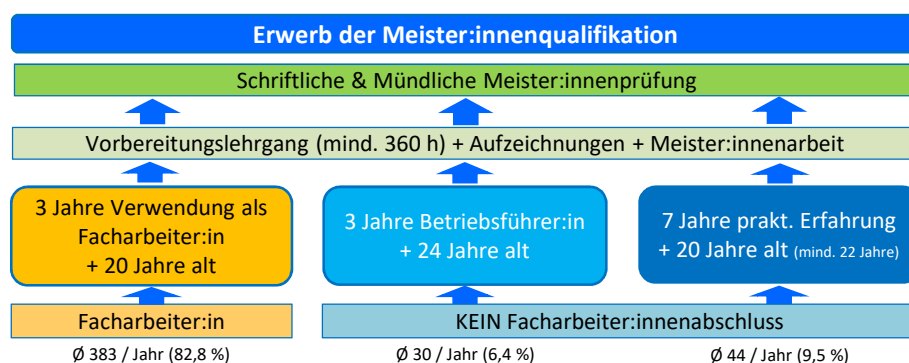 Erwerb der Meister:innenqualifikation
Schriftliche & Mündliche Meister:innenprüfung
Vorbereitungslehrgang (mind. 360 h) + Aufzeichnungen + Meister:innenarbeit
3 Jahre Verwendung als
Facharbeiter:in
+ 20 Jahre alt
3 Jahre Betriebsführer:in
+ 24 Jahre alt
7 Jahre prakt. Erfahrung
+ 20 Jahre alt (mind. 22 Jahre)
Facharbeiter:in
KEIN Facharbeiter:innenabschluss
Ø 383 / Jahr (82,8 %)
Ø 30 / Jahr (6,4 %)
Ø 44 / Jahr (9,5 %)